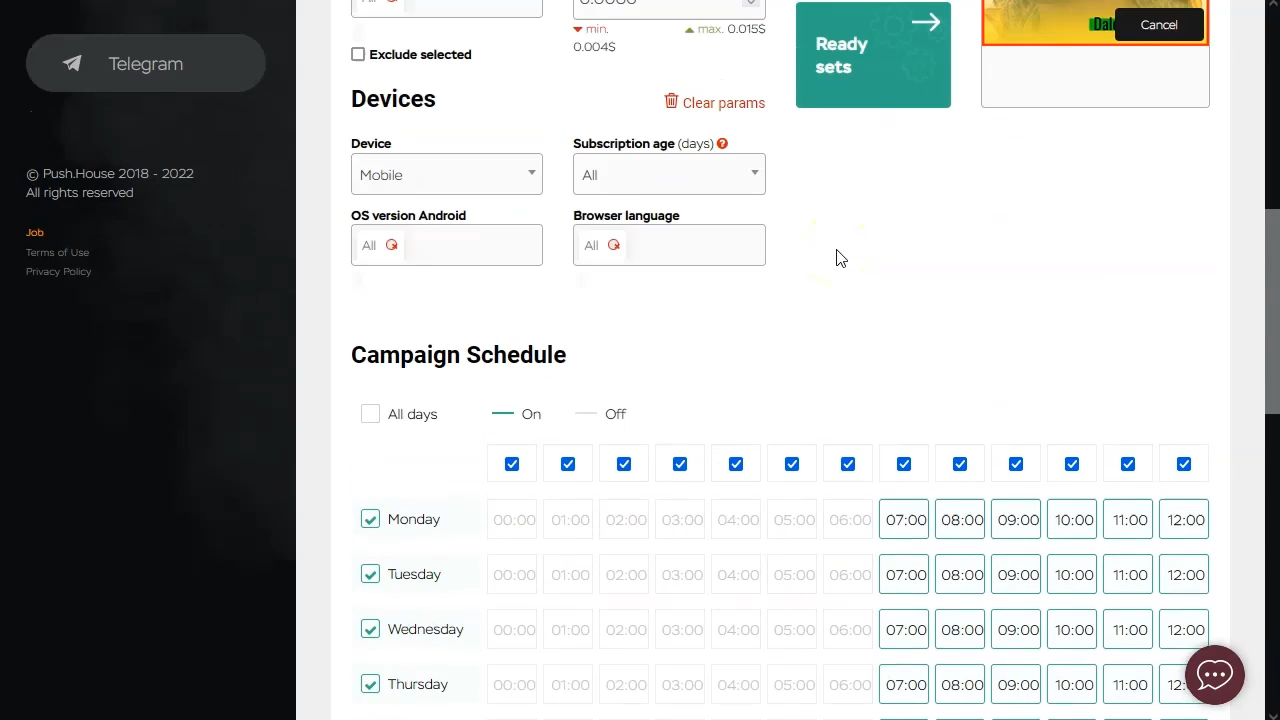 Telegram
© Push.House 2018 - 2022
All rights reserved
Job
Terms of Use
Privacy Policy
All
min.
0.004$
max. 0.015$
Exclude selected
Devices
Clear params
Device
Subscription age (days) ?
Mobile
All
OS version Android
Browser language
All
All
Ready
sets
Cancel
Campaign Schedule
All days
On
Off
Monday 00:00 01:00 02:00 03:00 04:00 05:00 06:00 07:00 08:00 09:00 10:00 11:00 12:00
Tuesday 00:00 01:00 02:00 03:00 04:00 05:00 06:00 07:00 08:00 09:00 10:00 11:00 12:00
Wednesday 00:00 01:00 02:00 03:00 04:00 05:00 06:00 07:00 08:00 09:00 10:00 11:00 12:00
Thursday 00:00 01:00 02:00 03:00 04:00 05:00 06:00 07:00 08:00 09:00 10:00 11:00